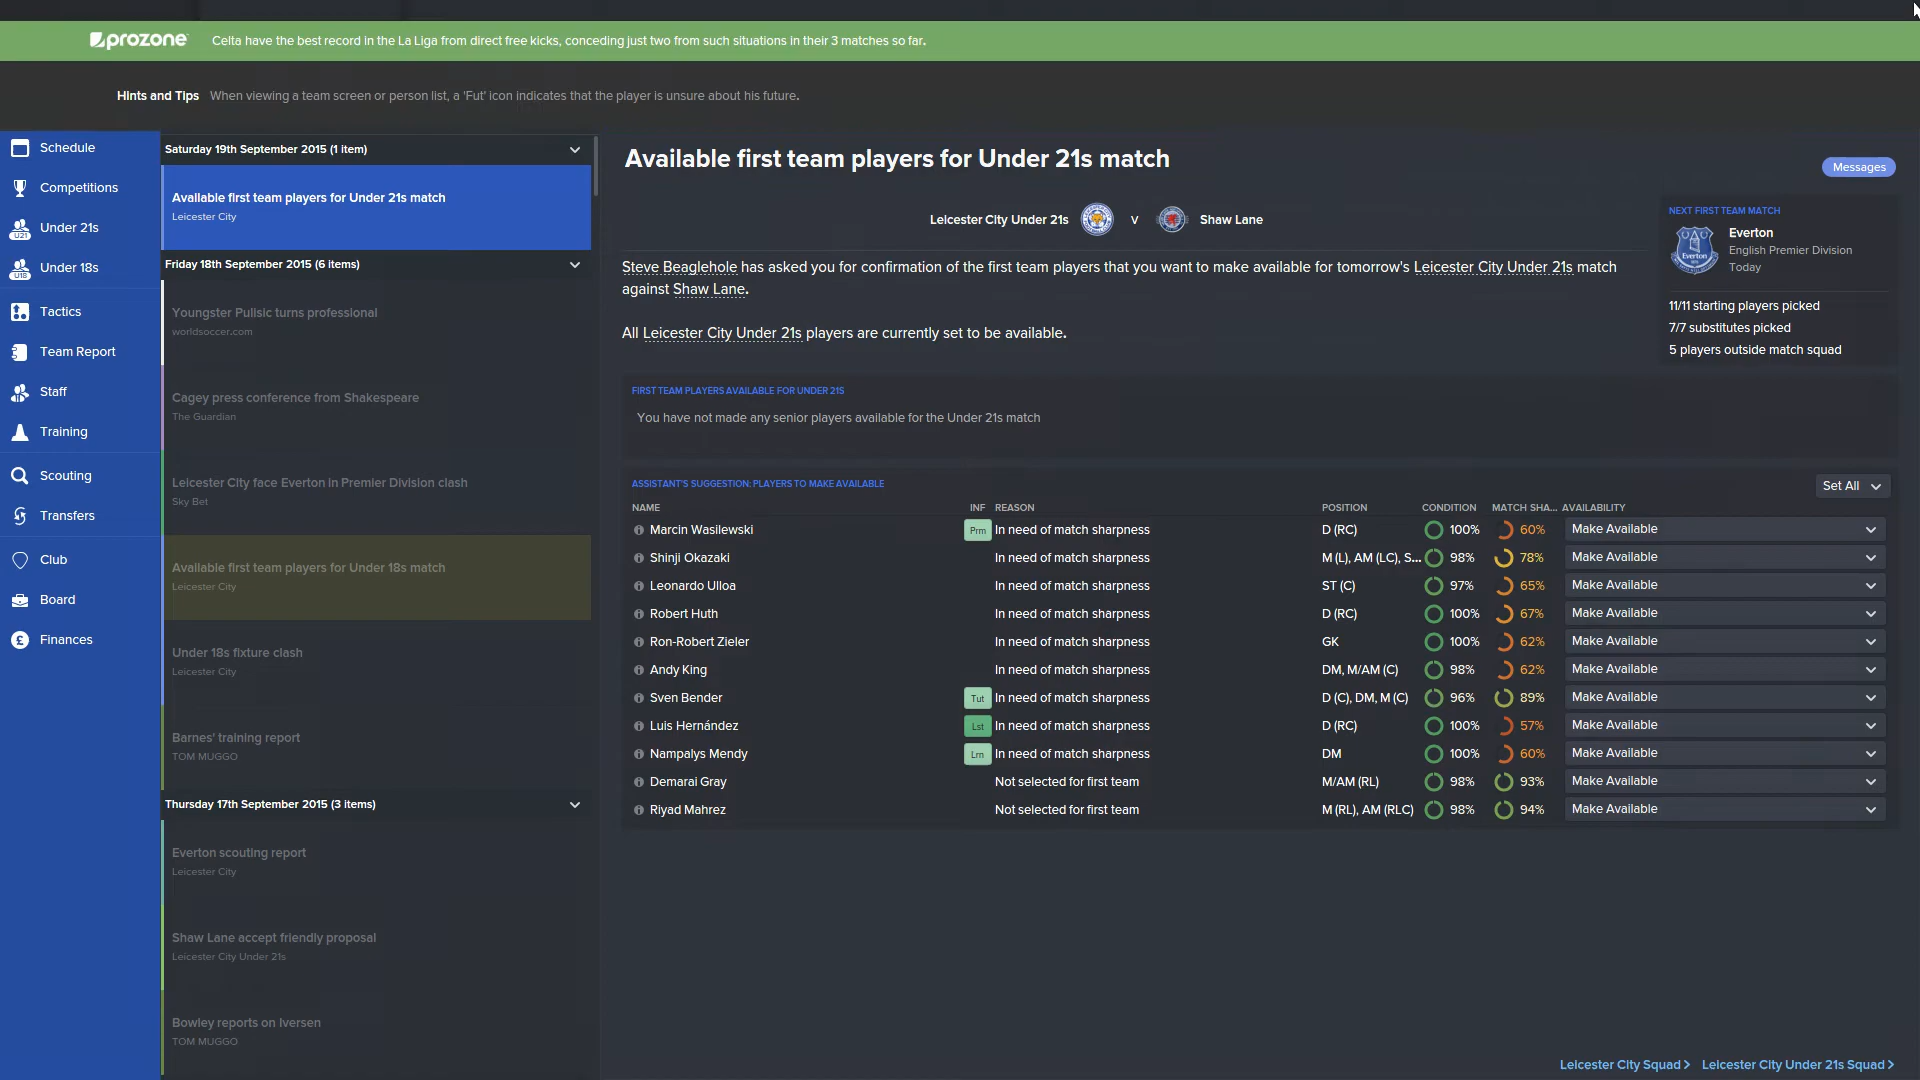 prozone
Celta have the best record in the La Liga from direct free kicks, conceding just two from such situations in their 3 matches so far.
Hints and Tips When viewing a team screen or person list, a 'Fut' icon indicates that the player is unsure about his future.
Schedule
Competitions
Under 21s
Under 18s
Tactics
Team Report
Staff
Training
Scouting
Transfers
Club
Board
Finances
Saturday 19th September 2015 (1 item)
Available first team players for Under 21s match
Leicester City
Friday 18th September 2015 (6 items)
Youngster Pulisic turns professional
worldsoccer.com
Cagey press conference from Shakespeare
The Guardian
Leicester City face Everton in Premier Division clash
Sky Bet
Available first team players for Under 18s match
Leicester City
Under 18s fixture clash
Leicester City
Barnes' training report
TOM MUGGO
Thursday 17th September 2015 (3 items)
Everton scouting report
Leicester City
Shaw Lane accept friendly proposal
Leicester City Under 21s
Bowley reports on Iversen
TOM MUGGO
Available first team players for Under 21s match
Messages
Leicester City Under 21s v Shaw Lane
Steve Beaglehole has asked you for confirmation of the first team players that you want to make available for tomorrow's Leicester City Under 21s match
against Shaw Lane.
All Leicester City Under 21s players are currently set to be available.
NEXT FIRST TEAM MATCH
Everton
English Premier Division
Today
11/11 starting players picked
7/7 substitutes picked
5 players outside match squad
FIRST TEAM PLAYERS AVAILABLE FOR UNDER 21S
You have not made any senior players available for the Under 21s match
ASSISTANT'S SUGGESTION: PLAYERS TO MAKE AVAILABLE
Set All
NAME INF REASON POSITION CONDITION MATCH SHA... AVAILABILITY
Marcin Wasilewski Prm In need of match sharpness D (RC) 100% 60% Make Available
Shinji Okazaki In need of match sharpness M (L), AM (LC), S... 98% 78% Make Available
Leonardo Ulloa In need of match sharpness ST (C) 97% 65% Make Available
Robert Huth In need of match sharpness D (RC) 100% 67% Make Available
Ron-Robert Zieler In need of match sharpness GK 100% 62% Make Available
Andy King In need of match sharpness DM, M/AM (C) 98% 62% Make Available
Sven Bender Tut In need of match sharpness D (C), DM, M (C) 96% 89% Make Available
Luis Hernández Lst In need of match sharpness D (RC) 100% 57% Make Available
Nampalys Mendy Lrn In need of match sharpness DM 100% 60% Make Available
Demarai Gray Not selected for first team M/AM (RL) 98% 93% Make Available
Riyad Mahrez Not selected for first team M (RL), AM (RLC) 98% 94% Make Available
Leicester City Squad > Leicester City Under 21s Squad >